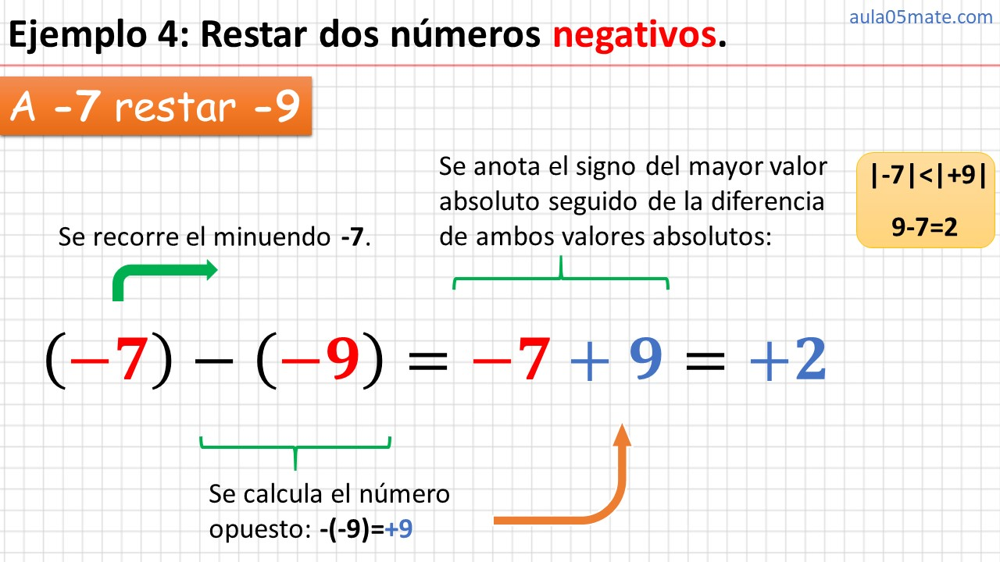 aula05mate.com
Ejemplo 4: Restar dos números negativos.
A -7 restar -9
Se anota el signo del mayor valor
absoluto seguido de la diferencia
de ambos valores absolutos:
|-7|<|+9|
9-7=2
Se recorre el minuendo -7.
(−7) − (−9) = −7 + 9 = +2
Se calcula el número
opuesto: -(-9)=+9